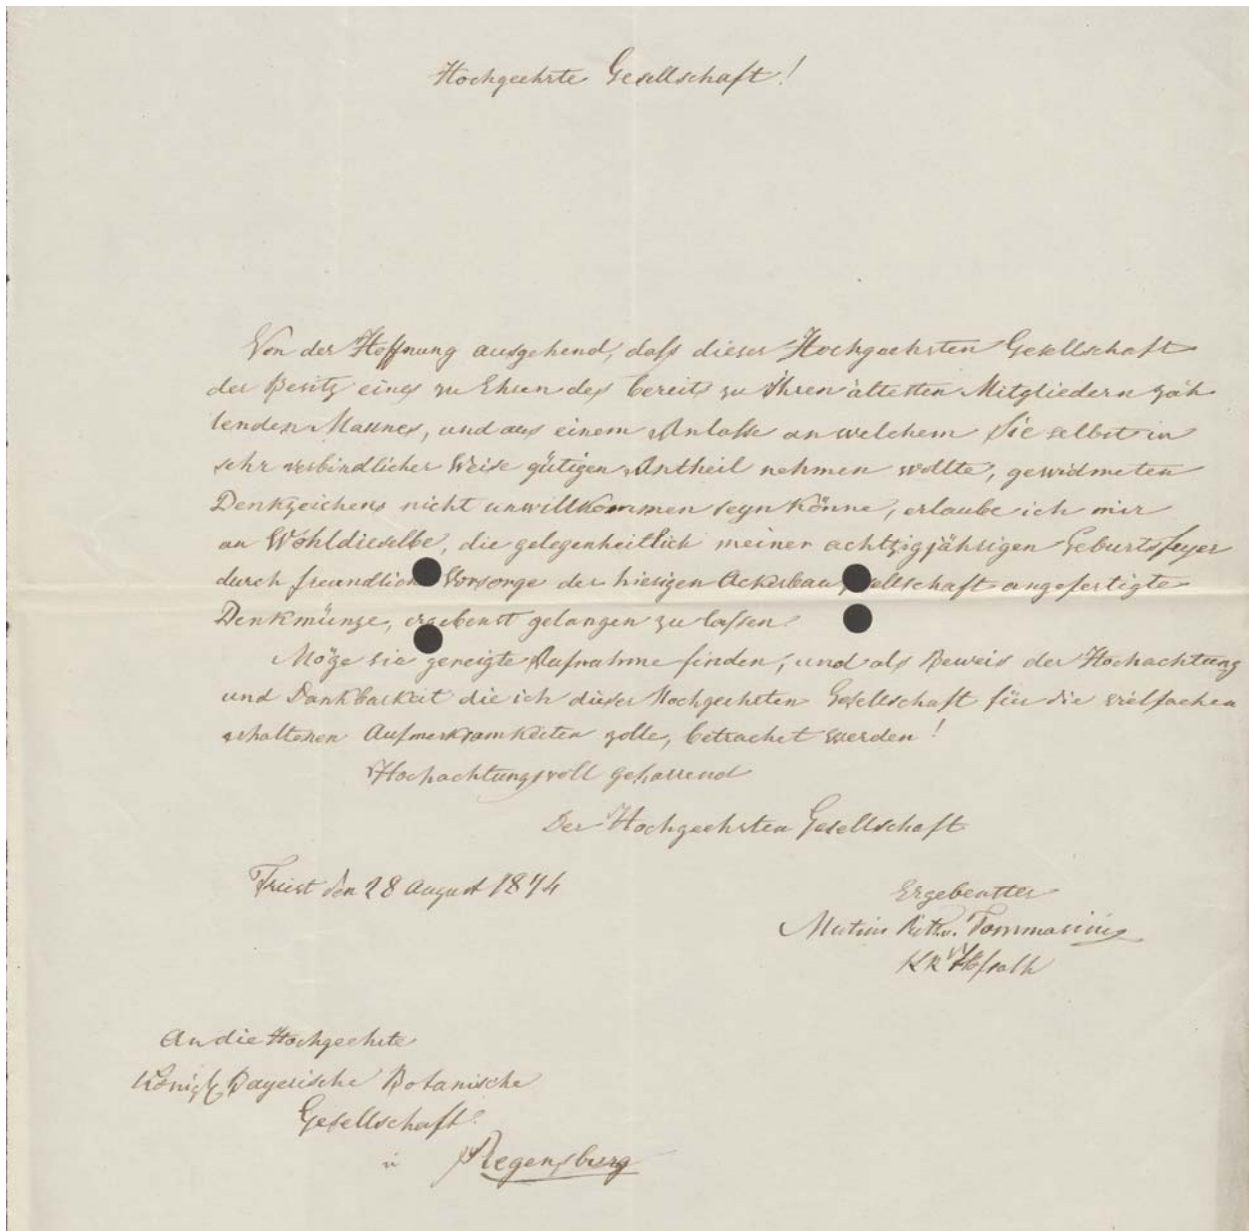 Hochgeehrte Gesellschaft!
Von der Hoffnung ausgehend, daß dieser Hochgeehrten Gesellschaft
der Besitz eines zu Ehren des bereits zu Ihren ältesten Mitgliedern zäh
lenden Mannes, und aus einem Anlasse an welchem Sie selbst in
sehr verbindlicher Weise gütigen Antheil nehmen wollte, gewidmeten
Denkzeichens nicht unwillkommen seyn könne, erlaube ich mir
an Wohldieselbe, die gelegenheitlich meiner achtzigjährigen Geburtsfeyer
durch freundliche Vorsorge der hiesigen Ackerbau Gesellschaft angefertigte
Denkmünze, ergebenst gelangen zu lassen.
Möge sie geneigte Aufnahme finden, und als Beweis der Hochachtung
und Dankbarkeit die ich dieser Hochgeehrten Gesellschaft für die vielfachen
erhaltenen Aufmerksamkeiten zolle, betrachet werden!
Hochachtungsvoll geharrend
Der Hochgeehrten Gesellschaft
Triest den 28 August 1874
Ergebenster
Mutius Ritt. v. Tommasini
KK Hofrath
An die Hochgeehrte
Königl. Bayerische Botanische
Gesellschaft
in Regensburg